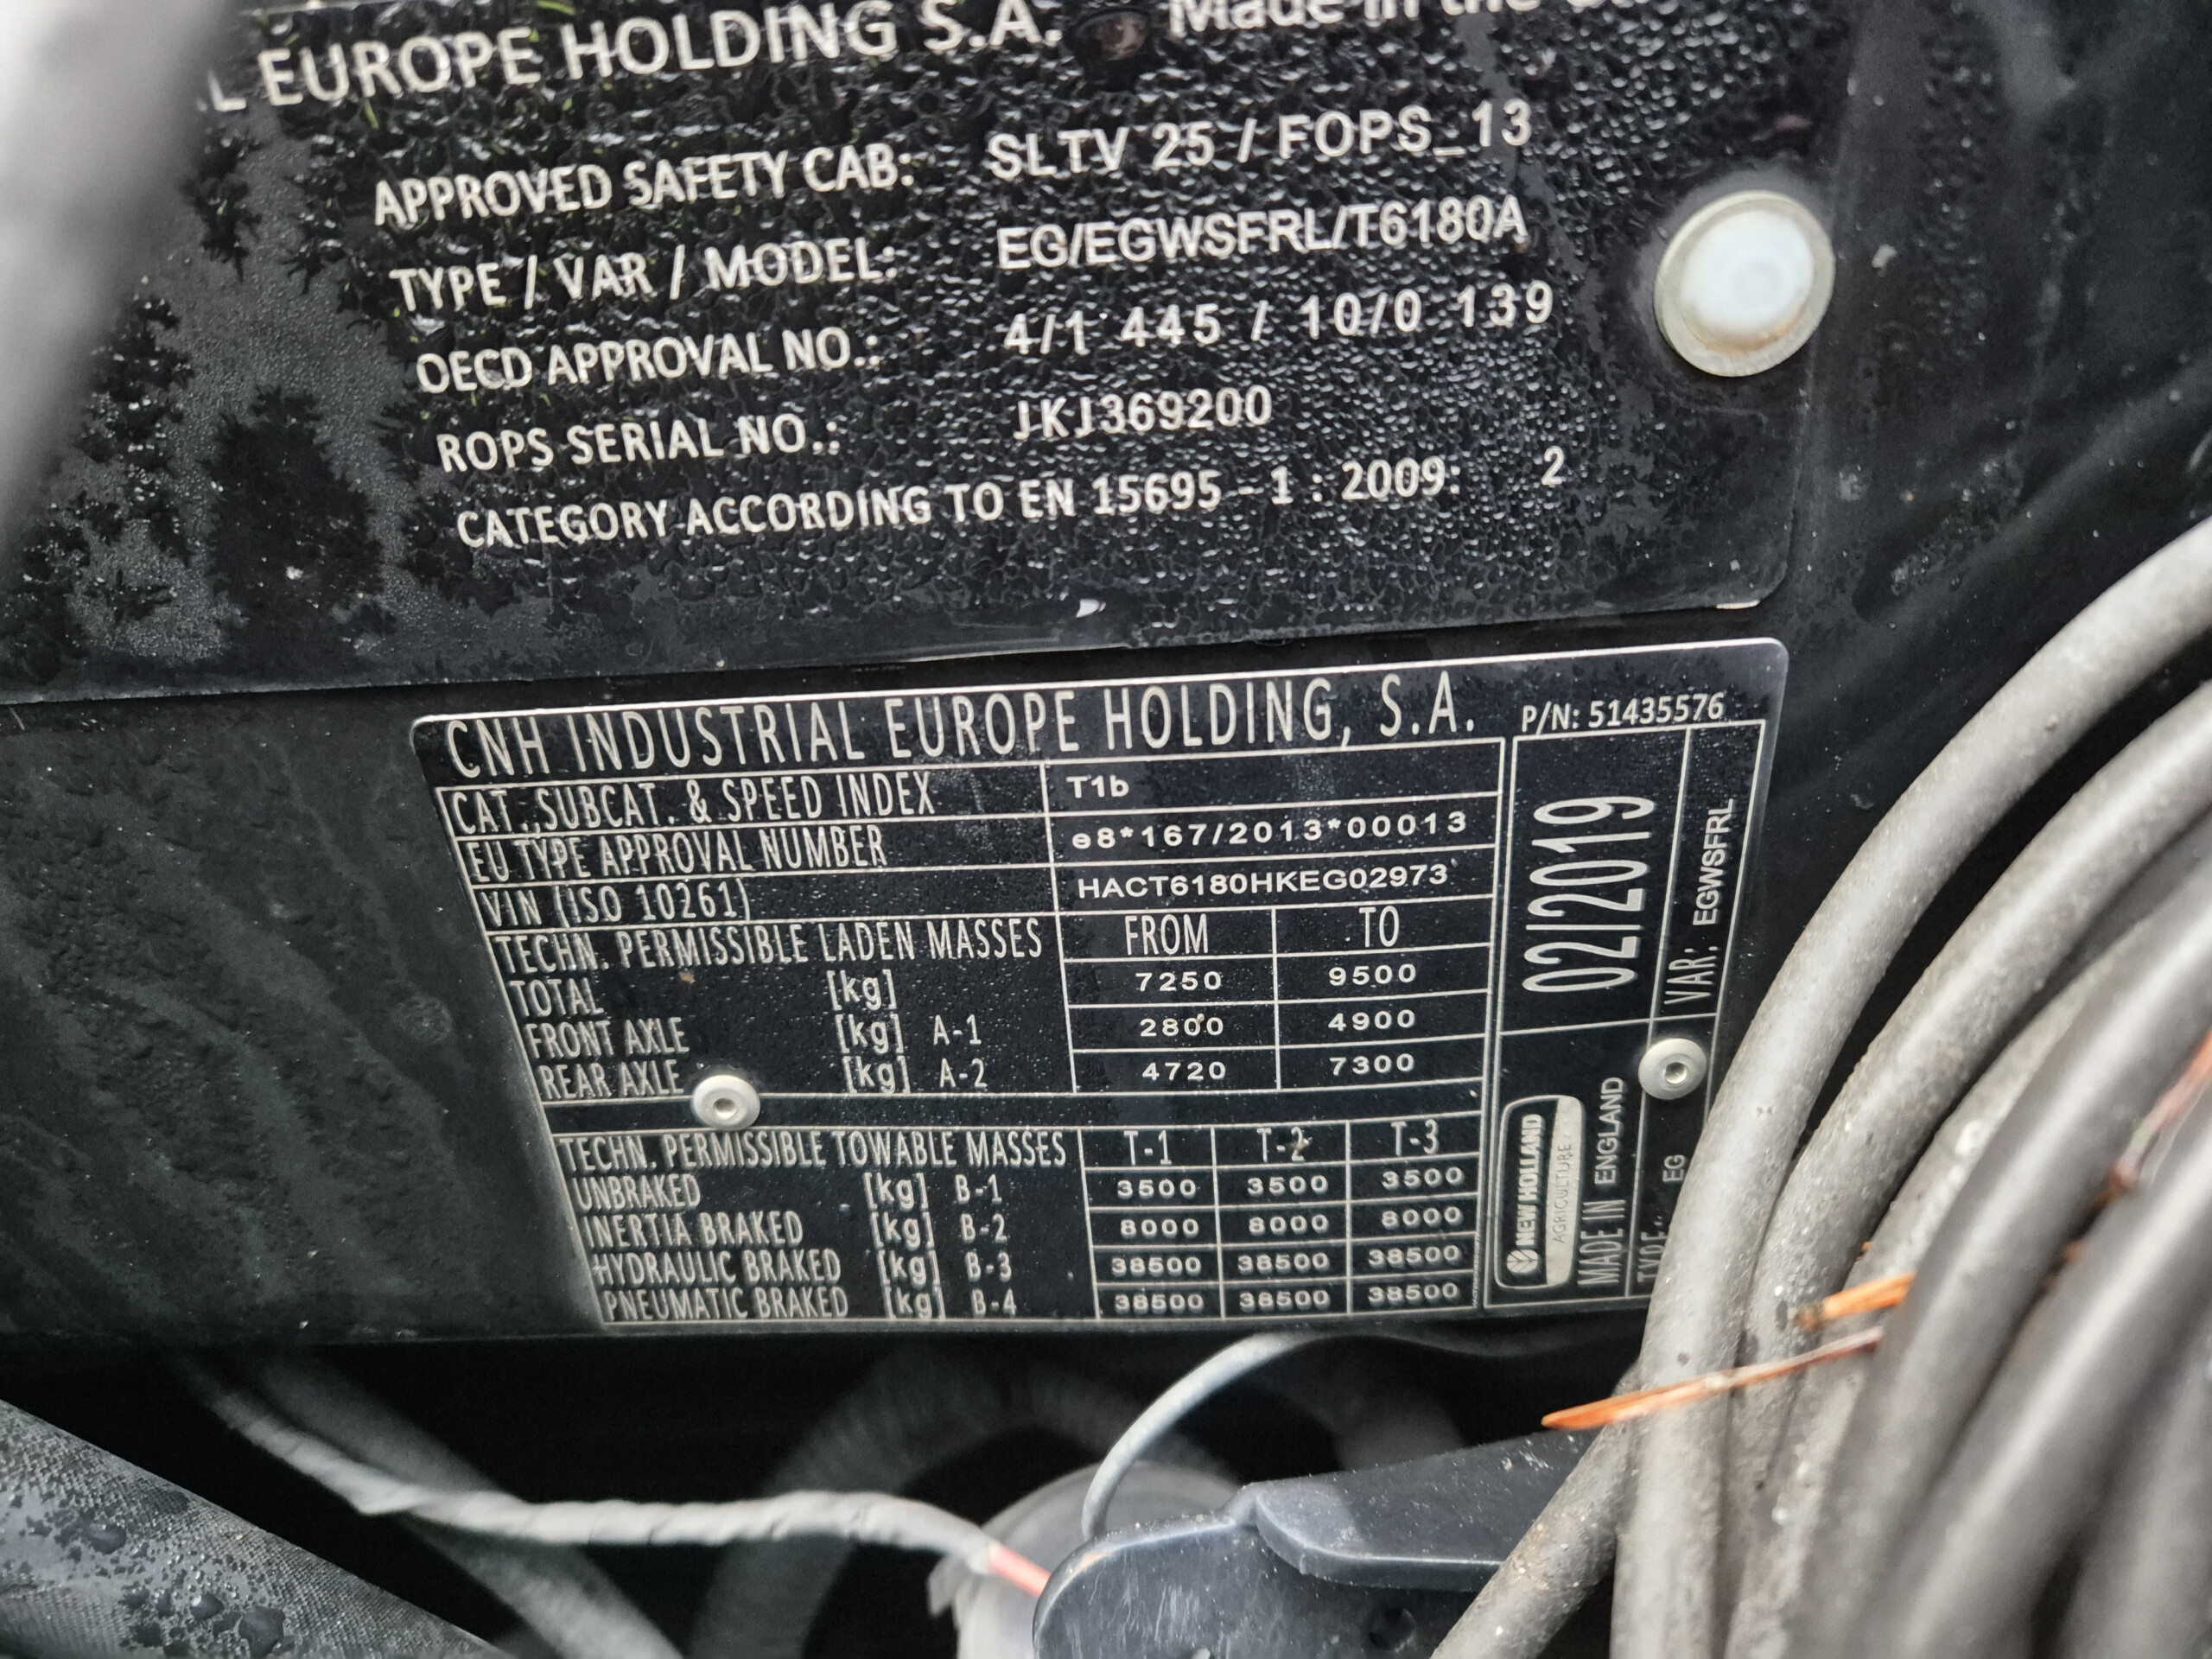 L EUROPE HOLDING S.A. Made in the
APPROVED SAFETY CAB: SLTV 25 / FOPS_13
TYPE / VAR / MODEL: EG/EGWSFRL/T6180A
OECD APPROVAL NO.: 4/1 445 / 10/0 139
ROPS SERIAL NO.: JKJ369200
CATEGORY ACCORDING TO EN 15695 - 1 : 2009: 2
CNH INDUSTRIAL EUROPE HOLDING, S.A. P/N: 51435576
CAT., SUBCAT. & SPEED INDEX T1b
EU TYPE APPROVAL NUMBER e8*167/2013*00013
VIN (ISO 10261) HACT6180HKEG02973
TECHN. PERMISSIBLE LADEN MASSES FROM TO
TOTAL [kg] 7250 9500
FRONT AXLE [kg] A-1 2800 4900
REAR AXLE [kg] A-2 4720 7300
TECHN. PERMISSIBLE TOWABLE MASSES T-1 T-2 T-3
UNBRAKED [kg] B-1 3500 3500 3500
INERTIA BRAKED [kg] B-2 8000 8000 8000
HYDRAULIC BRAKED [kg] B-3 38500 38500 38500
PNEUMATIC BRAKED [kg] B-4 38500 38500 38500
02/2019
VAR: EGWSFRL
NEW HOLLAND
AGRICULTURE
MADE IN ENGLAND
TYPE: EG